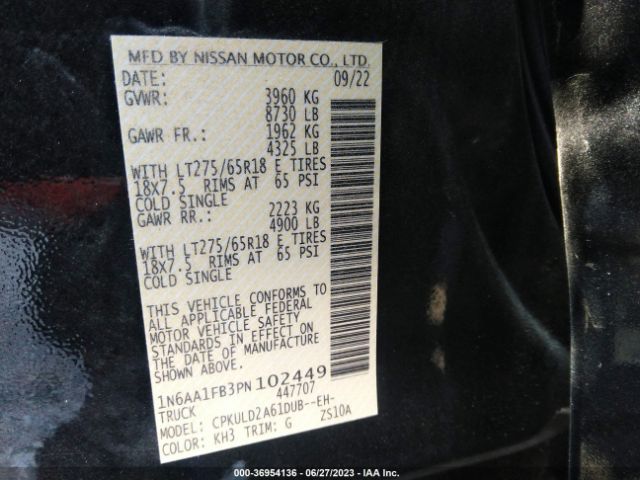 MFD BY NISSAN MOTOR CO., LTD.
DATE: 09/22
GVWR: 3960 KG
8730 LB
GAWR FR.: 1962 KG
4325 LB
WITH LT275/65R18 E TIRES
18X7.5 RIMS AT 65 PSI
COLD SINGLE
GAWR RR.: 2223 KG
4900 LB
WITH LT275/65R18 E TIRES
18X7.5 RIMS AT 65 PSI
COLD SINGLE
THIS VEHICLE CONFORMS TO
ALL APPLICABLE FEDERAL
MOTOR VEHICLE SAFETY
STANDARDS IN EFFECT ON
THE DATE OF MANUFACTURE
SHOWN ABOVE.
1N6AA1FB3PN102449
TRUCK 447707
MODEL: CPKULD2A61DUB--EH-
COLOR: KH3 TRIM: G ZS10A
000-36954136 - 06/27/2023 - IAA Inc.